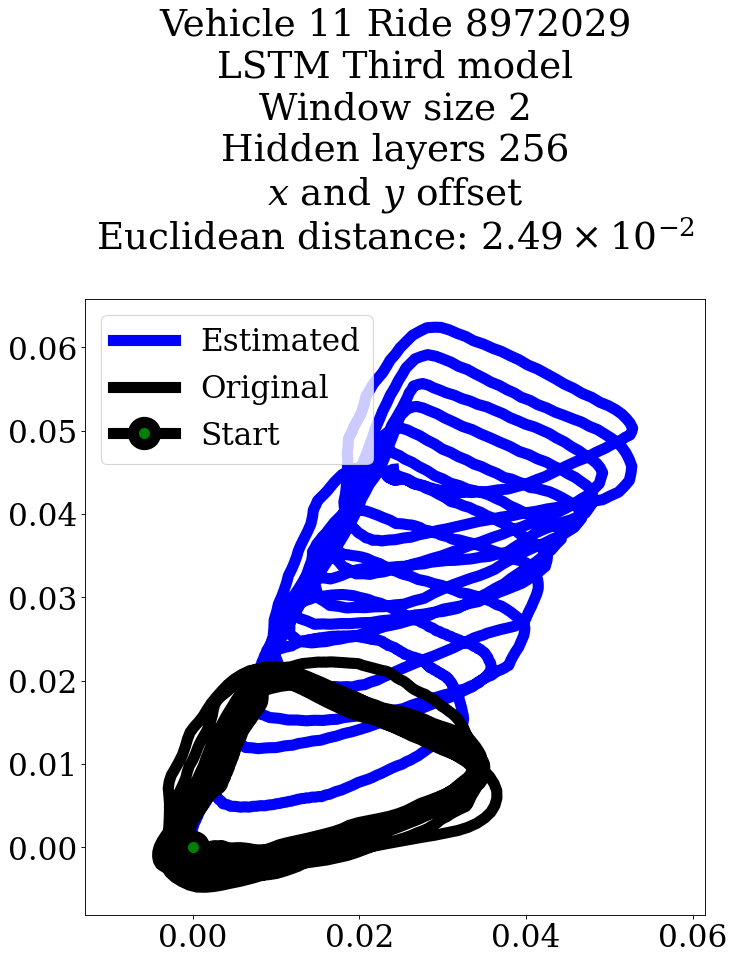 Vehicle 11 Ride 8972029
LSTM Third model
Window size 2
Hidden layers 256
x and y offset
Euclidean distance: 2.49 × 10⁻²
Estimated
Original
Start
0.06
0.05
0.04
0.03
0.02
0.01
0.00
0.00 0.02 0.04 0.06